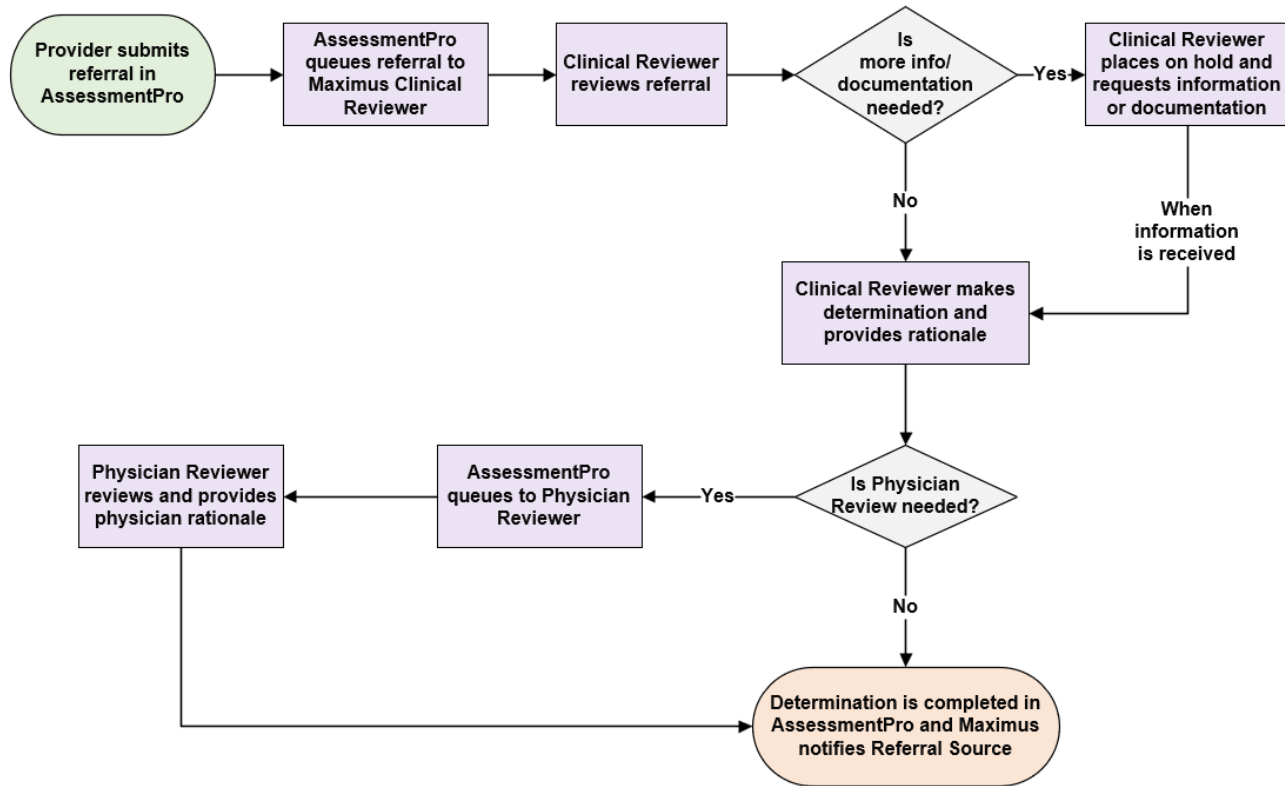 Provider submits
referral in
AssessmentPro
AssessmentPro
queues referral to
Maximus Clinical
Reviewer
Clinical Reviewer
reviews referral
Is
more info/
documentation
needed?
Yes
Clinical Reviewer
places on hold and
requests information
or documentation
No
When
information
is received
Clinical Reviewer makes
determination and
provides rationale
Is Physician
Review needed?
Yes
AssessmentPro
queues to Physician
Reviewer
Physician Reviewer
reviews and provides
physician rationale
No
Determination is completed in
AssessmentPro and Maximus
notifies Referral Source